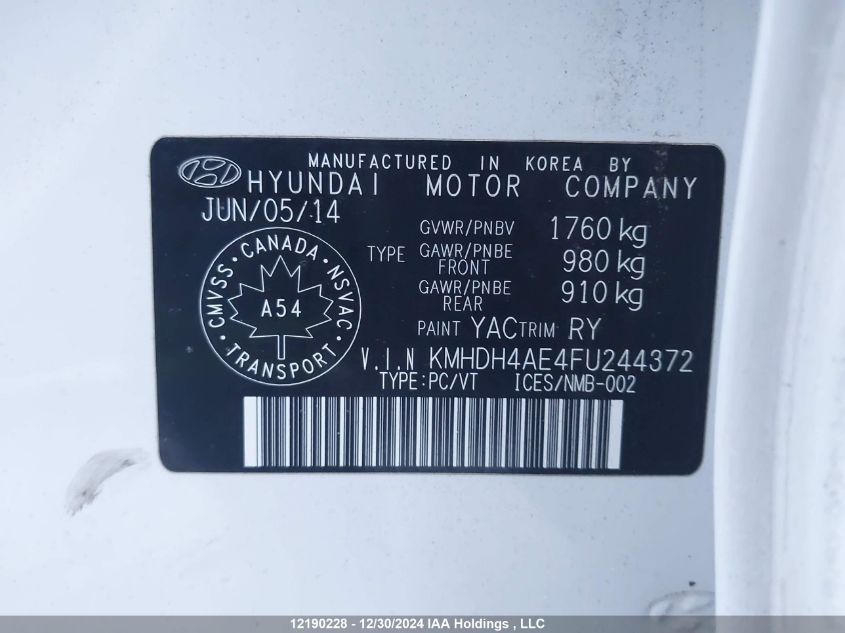 MANUFACTURED IN KOREA BY
HYUNDAI MOTOR COMPANY
JUN/05/14
GVWR/PNBV 1760 kg
TYPE GAWR/PNBE FRONT 980 kg
GAWR/PNBE REAR 910 kg
CANADA · NSVAC · TRANSPORT · CMVSS ·
A54
PAINT YAC TRIM RY
V.I.N KMHDH4AE4FU244372
TYPE:PC/VT ICES/NMB-002
12190228 - 12/30/2024 IAA Holdings , LLC